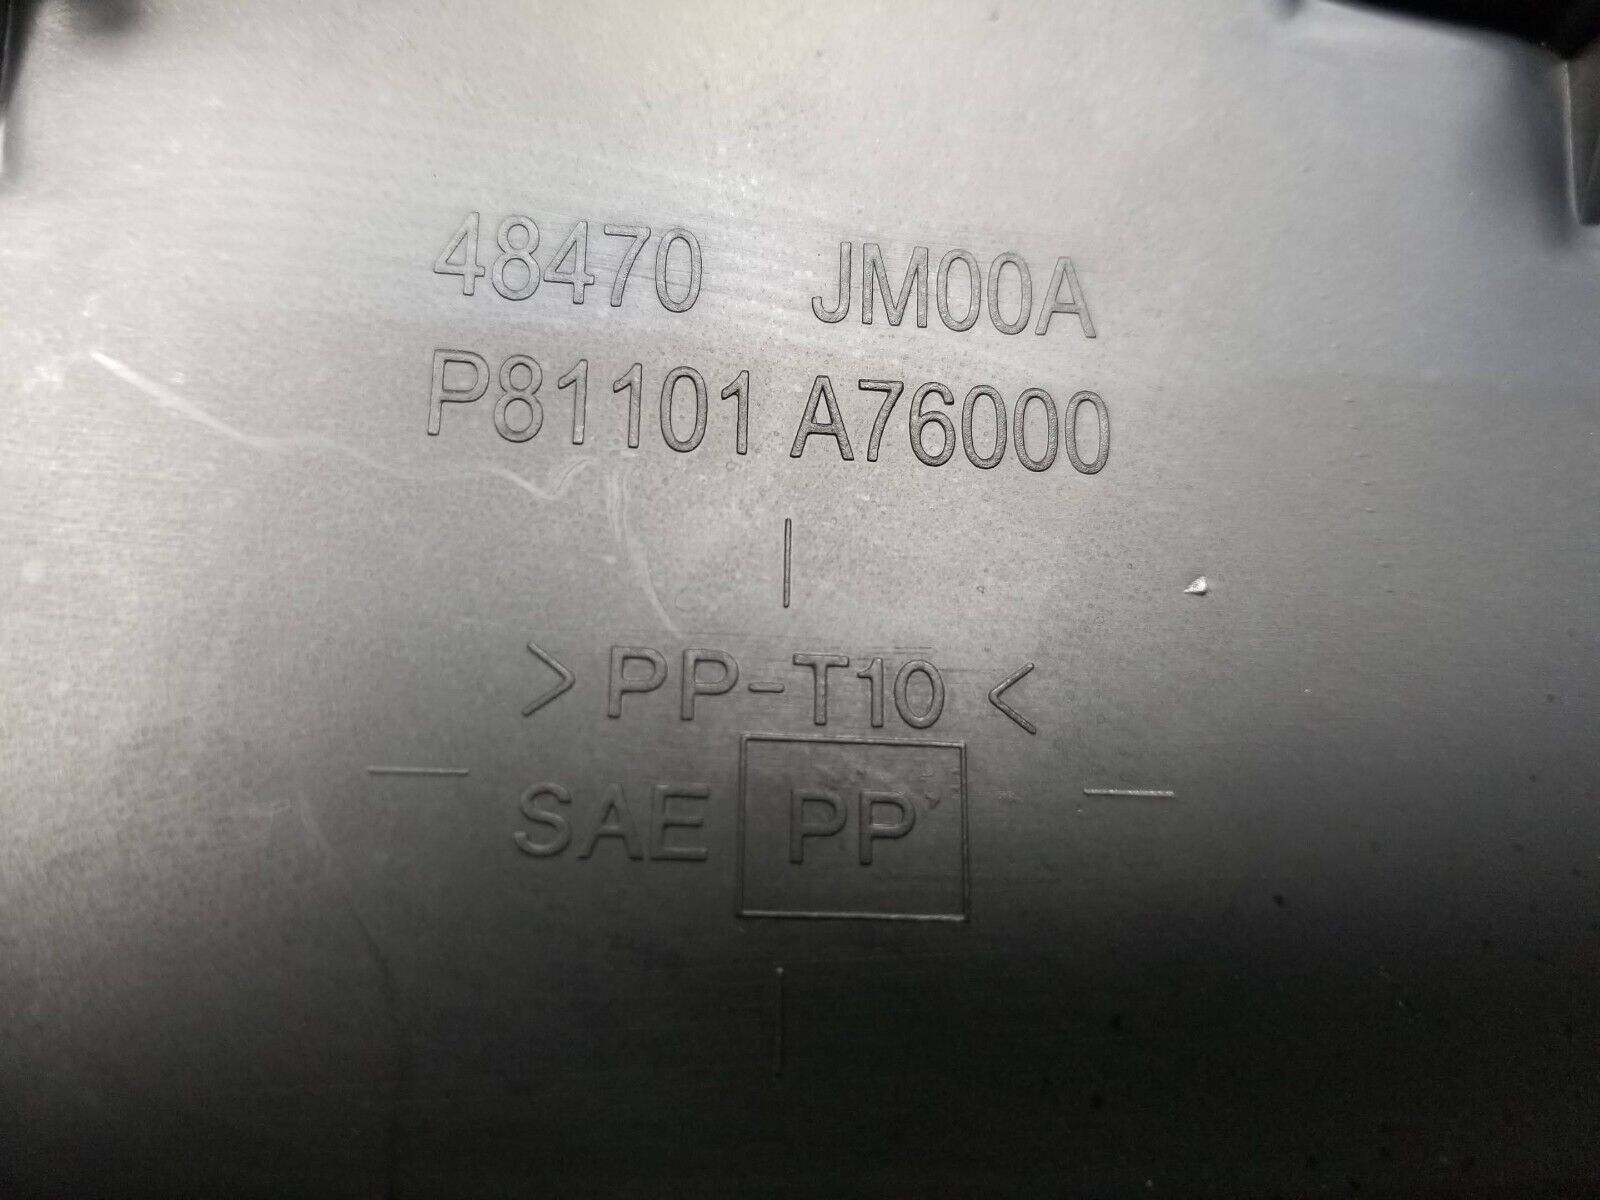 48470 JM00A
P81101 A76000
>PP-T10<
SAE PP